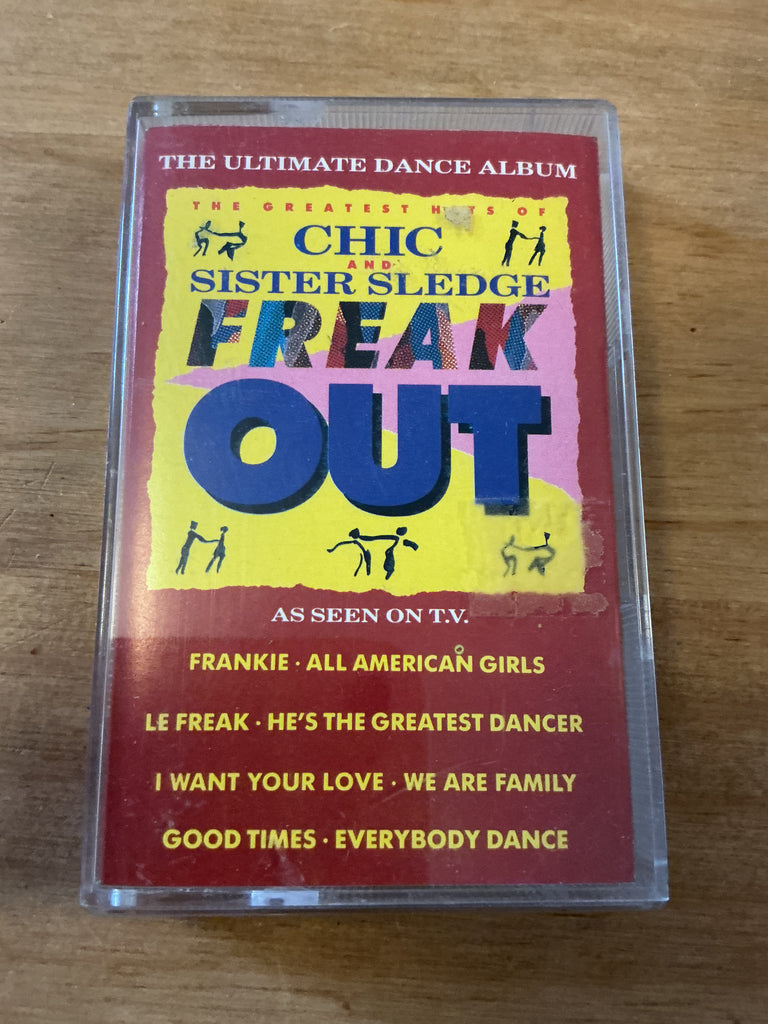 THE ULTIMATE DANCE ALBUM
THE GREATEST HITS OF
CHIC
AND
SISTER SLEDGE
FREAK
OUT
AS SEEN ON T.V.
FRANKIE · ALL AMERICAN GIRLS
LE FREAK · HE'S THE GREATEST DANCER
I WANT YOUR LOVE · WE ARE FAMILY
GOOD TIMES · EVERYBODY DANCE